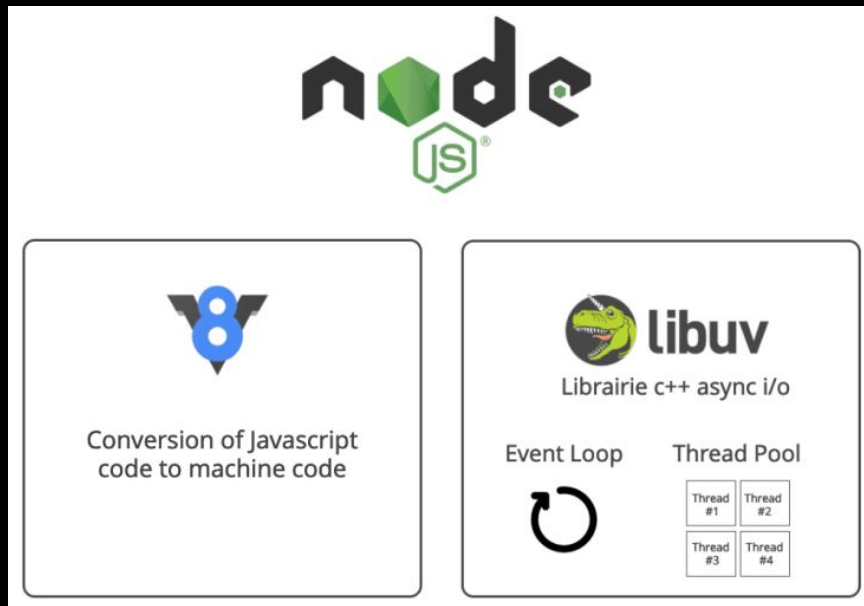 node
JS®
V8
Conversion of Javascript
code to machine code
libuv
Librairie c++ async i/o
Event Loop
Thread Pool
Thread #1
Thread #2
Thread #3
Thread #4